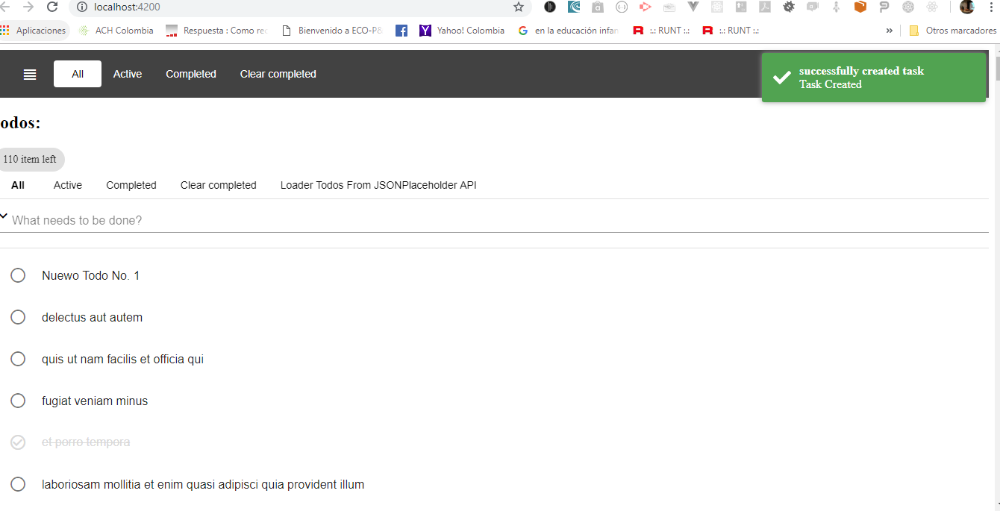 localhost:4200
Aplicaciones ACH Colombia Respuesta : Como rec Bienvenido a ECO-P& Yahoo! Colombia en la educación infan :.: RUNT :.: :.: RUNT :.: » Otros marcadores
All Active Completed Clear completed
successfully created task
Task Created
odos:
110 item left
All Active Completed Clear completed Loader Todos From JSONPlaceholder API
What needs to be done?
Nuewo Todo No. 1
delectus aut autem
quis ut nam facilis et officia qui
fugiat veniam minus
et porro tempora
laboriosam mollitia et enim quasi adipisci quia provident illum